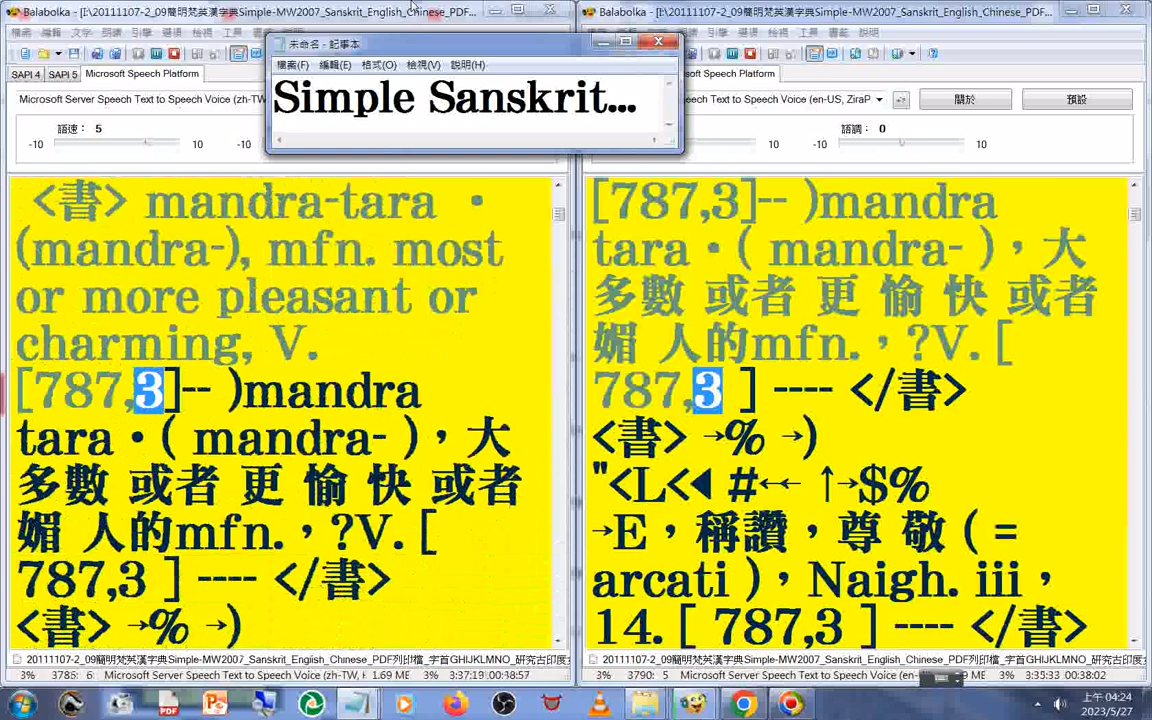 Balabolka - [I:\20111107-2_09簡明梵英漢字典Simple-MW2007_Sanskrit_English_Chinese_PDF...
Balabolka - [I:\20111107-2_09簡明梵英漢字典Simple-MW2007_Sanskrit_English_Chinese_PDF...
未命名 - 記事本
檔案(F) 編輯(E) 格式(O) 檢視(V) 說明(H)
Simple Sanskrit...
SAPI 4 SAPI 5 Microsoft Speech Platform
Microsoft Server Speech Text to Speech Voice (zh-TW,
語速： 5
-10 10 -10
eech Platform
eech Text to Speech Voice (en-US, ZiraP
關於 預設
語調： 0
10 -10 10
<書> mandra-tara •
(mandra-), mfn. most
or more pleasant or
charming, V.
[787,3]-- )mandra
tara •( mandra- )，大
多數 或者 更 愉 快 或者
媚 人的mfn.，?V. [
787,3 ] ---- </書>
<書> →% →)
[787,3]-- )mandra
tara •( mandra- )，大
多數 或者 更 愉 快 或者
媚 人的mfn.，?V. [
787,3 ] ---- </書>
<書> →% →)
"<L<◄ #←← ↑→$%
→E，稱讚，尊 敬 ( =
arcati )，Naigh. iii，
14. [ 787,3 ] ---- </書>
20111107-2_09簡明梵英漢字典Simple-MW2007_Sanskrit_English_Chinese_PDF列印檔_字首GHIJKLMNO_研究古印度
20111107-2_09簡明梵英漢字典Simple-MW2007_Sanskrit_English_Chinese_PDF列印檔_字首GHIJKLMNO_研究古印度
3% 3785: 6 Microsoft Server Speech Text to Speech Voice (zh-TW, 1.69 ME 3% 3:37:19 00:38:57
3% 3790: 5 Microsoft Server Speech Text to Speech Voice (en-US, Z 1.69 ME 3% 3:35:33 00:38:02
上午 04:24
2023/5/27